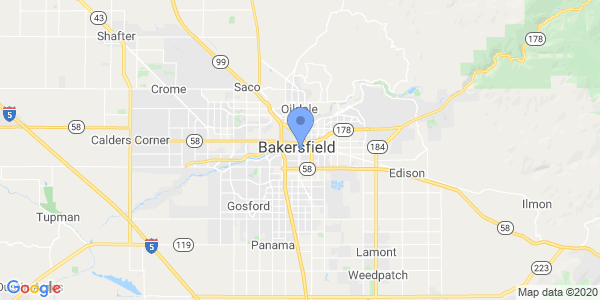 43
Shafter
178
99
Saco
Crome
Oildale
5
58
Calders Corner
58
178
184
Bakersfield
58
Edison
Gosford
Ilmon
Tupman
58
5
119
Panama
Lamont
223
Weedpatch
Google
Map data ©2020